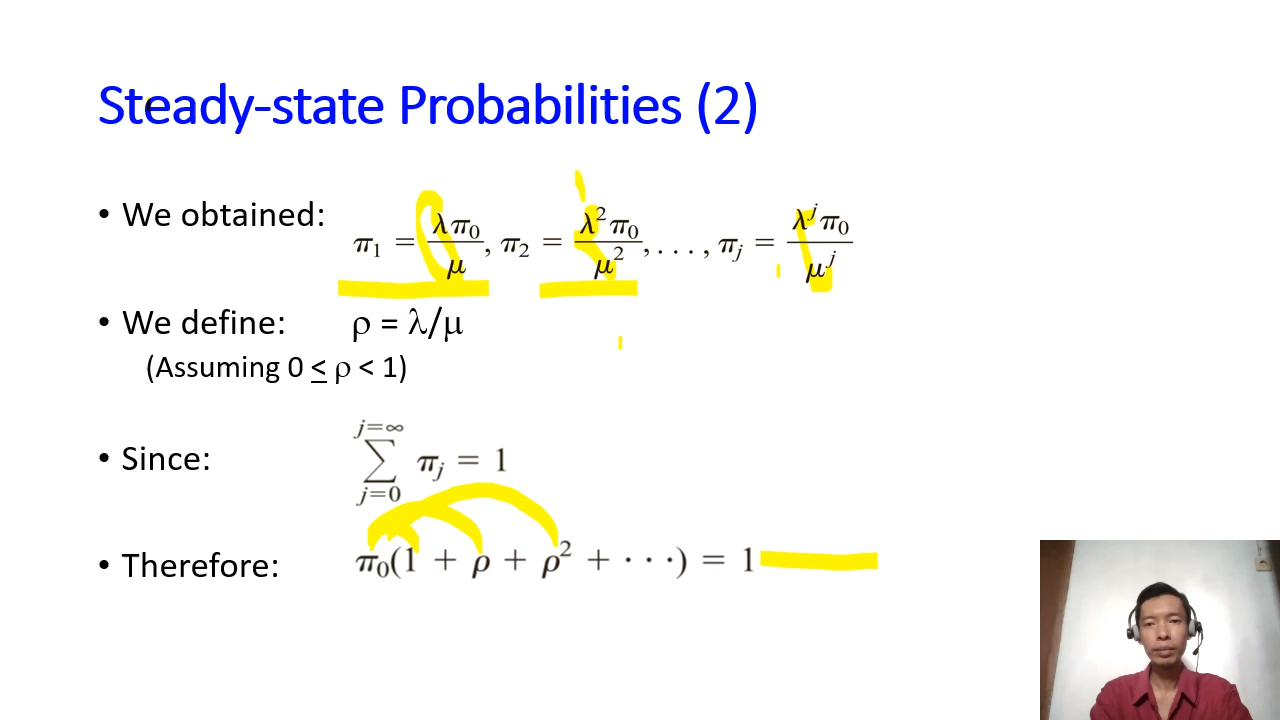 Steady-state Probabilities (2)
• We obtained: π₁ = λπ₀/μ, π₂ = λ²π₀/μ², . . . , πⱼ = λʲπ₀/μʲ
• We define: ρ = λ/μ
(Assuming 0 ≤ ρ < 1)
• Since: ∑_{j=0}^{j=∞} πⱼ = 1
• Therefore: π₀(1 + ρ + ρ² + · · ·) = 1